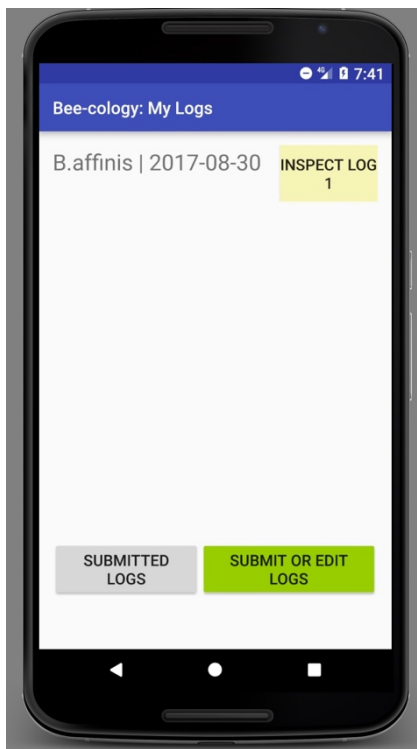 4G 7:41
Bee-cology: My Logs
B.affinis | 2017-08-30
INSPECT LOG
1
SUBMITTED
LOGS
SUBMIT OR EDIT
LOGS